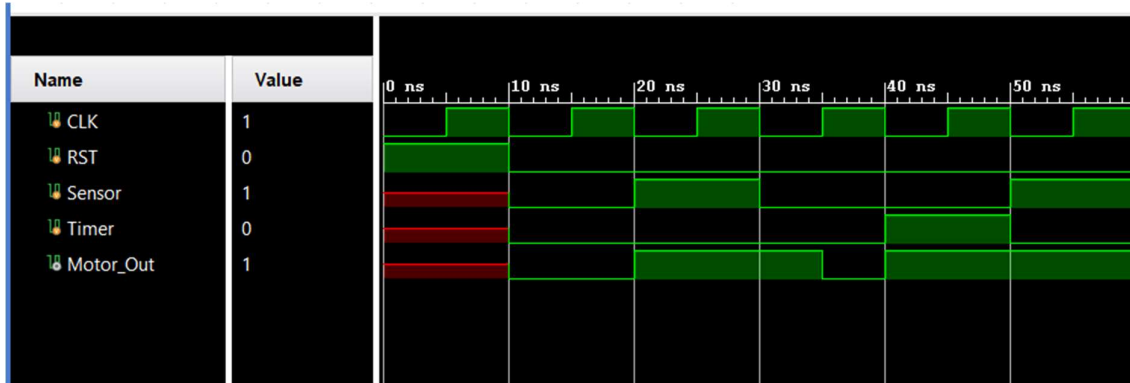 Name Value
0 ns 10 ns 20 ns 30 ns 40 ns 50 ns
CLK 1
RST 0
Sensor 1
Timer 0
Motor_Out 1